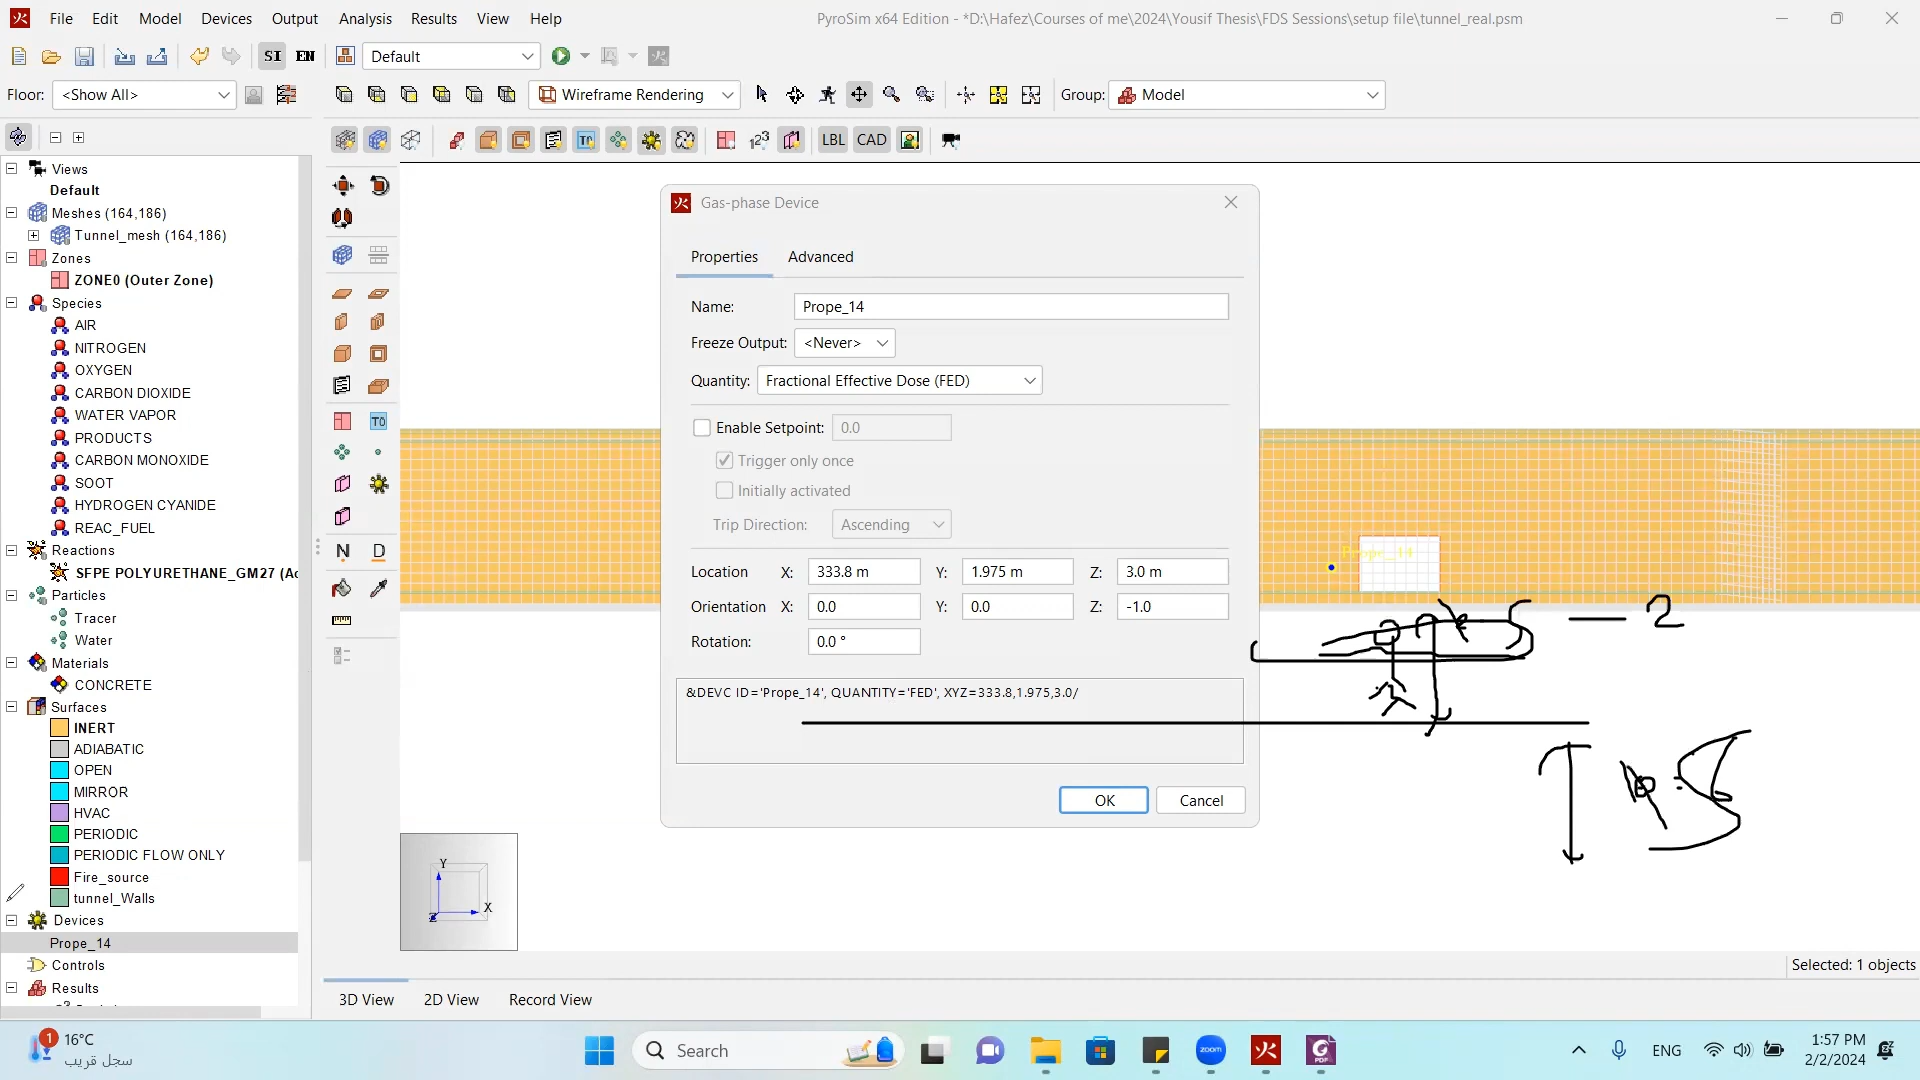 File Edit Model Devices Output Analysis Results View Help
PyroSim x64 Edition - *D:\Hafez\Courses of me\2024\Yousif Thesis\FDS Sessions\setup file\tunnel_real.psm
SI EN Default
Floor: <Show All> Wireframe Rendering Group: Model
LBL CAD
Views
Default
Meshes (164,186)
Tunnel_mesh (164,186)
Zones
ZONE0 (Outer Zone)
Species
AIR
NITROGEN
OXYGEN
CARBON DIOXIDE
WATER VAPOR
PRODUCTS
CARBON MONOXIDE
SOOT
HYDROGEN CYANIDE
REAC_FUEL
Reactions
SFPE POLYURETHANE_GM27 (Ac
Particles
Tracer
Water
Materials
CONCRETE
Surfaces
INERT
ADIABATIC
OPEN
MIRROR
HVAC
PERIODIC
PERIODIC FLOW ONLY
Fire_source
tunnel_Walls
Devices
Prope_14
Controls
Results
N D
Gas-phase Device
Properties Advanced
Name: Prope_14
Freeze Output: <Never>
Quantity: Fractional Effective Dose (FED)
Enable Setpoint: 0.0
Trigger only once
Initially activated
Trip Direction: Ascending
Location X: 333.8 m Y: 1.975 m Z: 3.0 m
Orientation X: 0.0 Y: 0.0 Z: -1.0
Rotation: 0.0 °
&DEVC ID='Prope_14', QUANTITY='FED', XYZ=333.8,1.975,3.0/
OK Cancel
Prope_14
2
Y
X
Z
Selected: 1 objects
3D View 2D View Record View
1
16°C
سجل قريب
Search
zoom
PDF
ENG
1:57 PM
2/2/2024